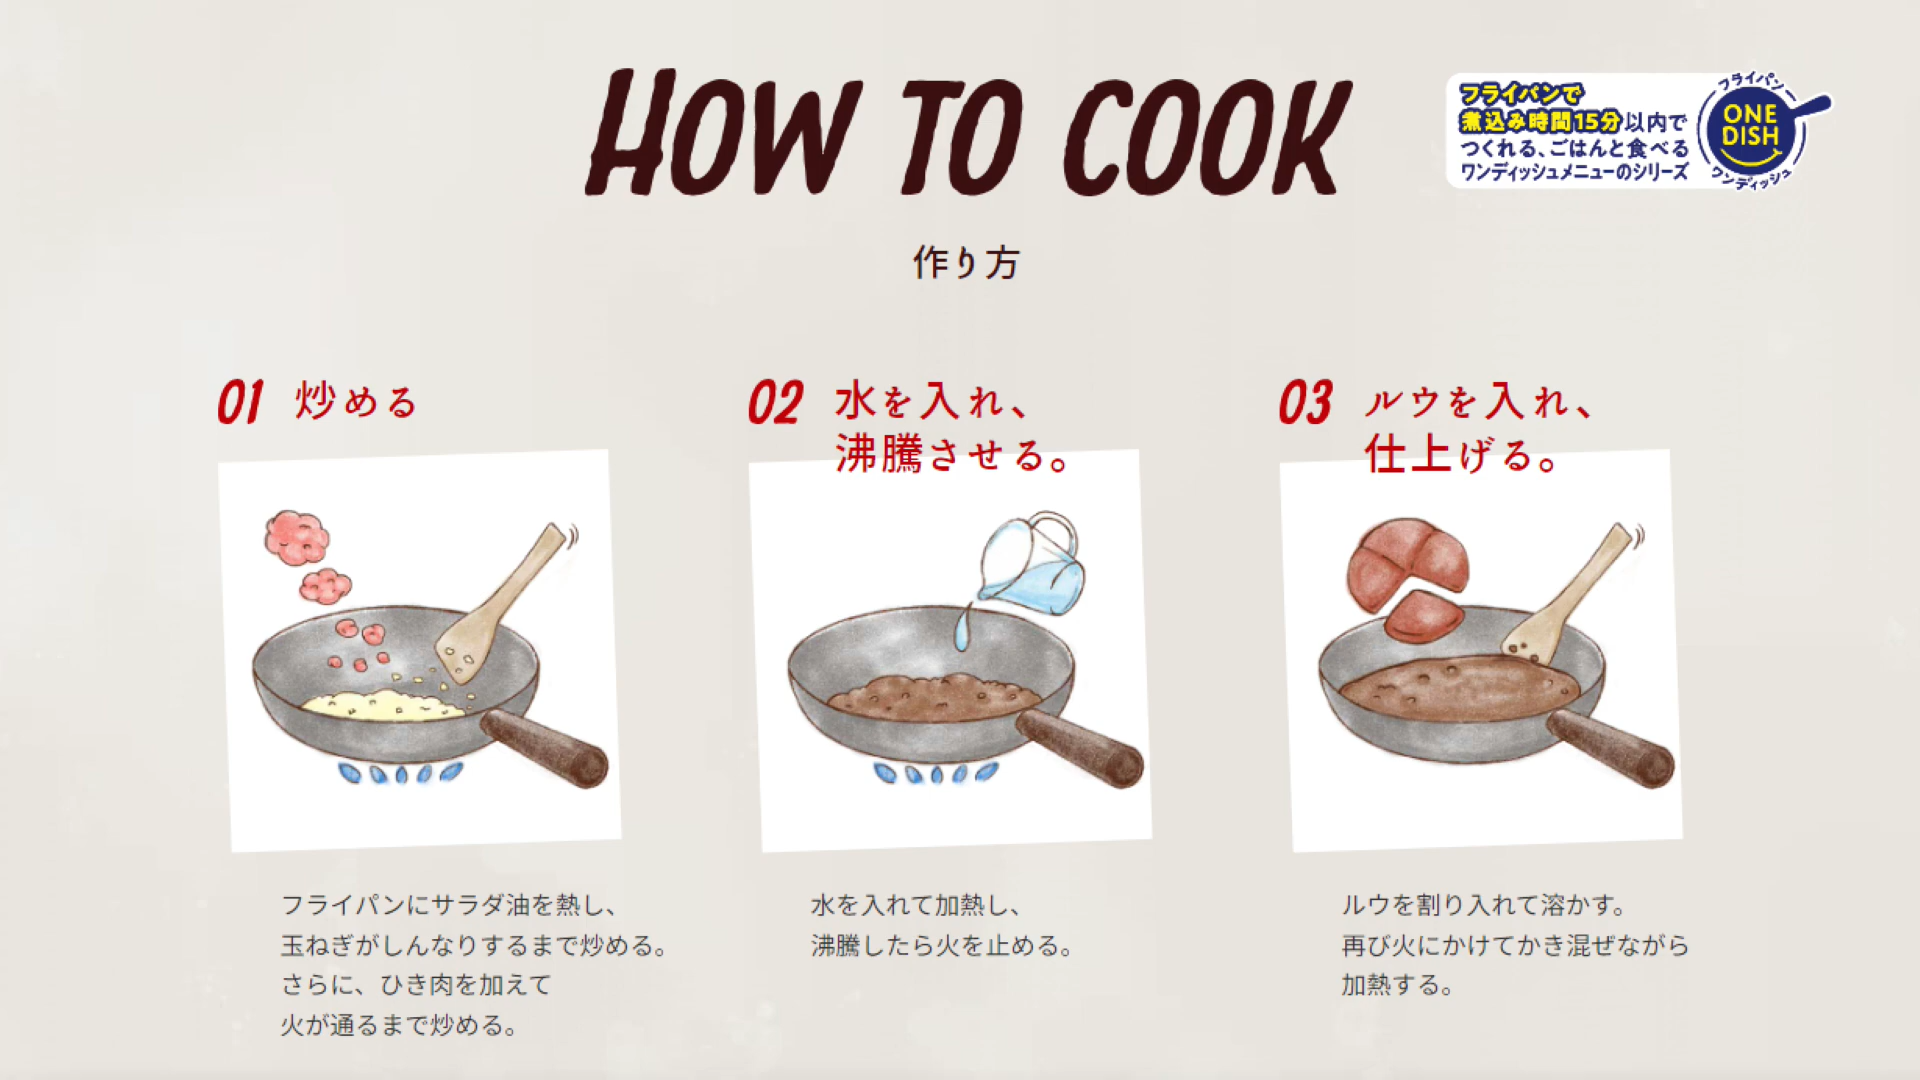 HOW TO COOK
フライパンで
煮込み時間15分以内で
つくれる、ごはんと食べる
ワンディッシュメニューのシリーズ
フライパン
ONE
DISH
ワンディッシュ
作り方
01 炒める
フライパンにサラダ油を熱し、
玉ねぎがしんなりするまで炒める。
さらに、ひき肉を加えて
火が通るまで炒める。
02 水を入れ、
沸騰させる。
水を入れて加熱し、
沸騰したら火を止める。
03 ルウを入れ、
仕上げる。
ルウを割り入れて溶かす。
再び火にかけてかき混ぜながら
加熱する。